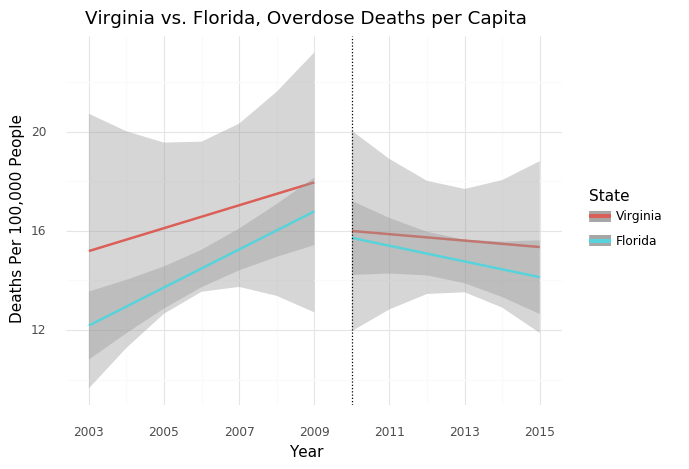 Virginia vs. Florida, Overdose Deaths per Capita
Deaths Per 100,000 People
20
16
12
2003 2005 2007 2009 2011 2013 2015
Year
State
Virginia
Florida